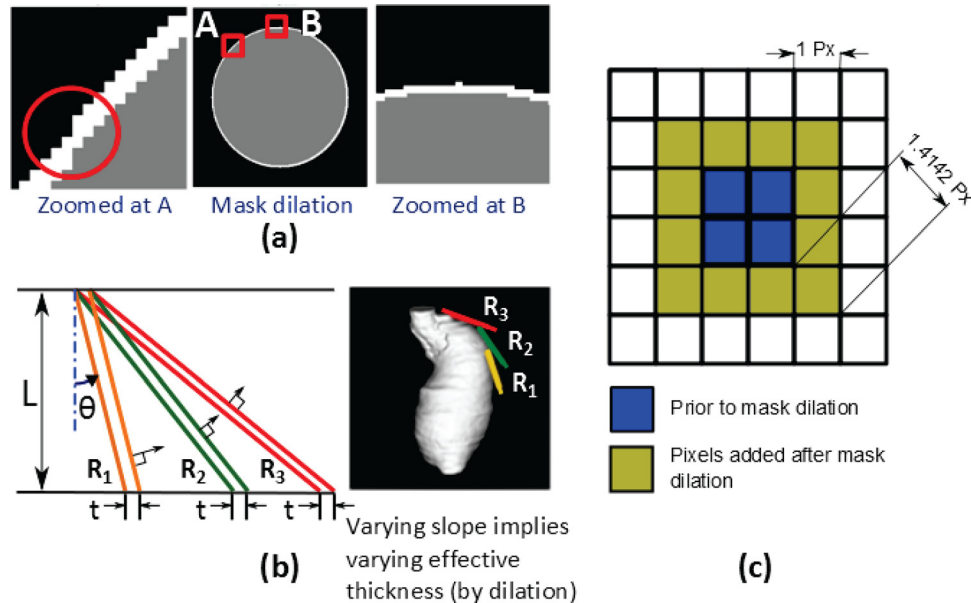 A
B
Zoomed at A
Mask dilation
Zoomed at B
(a)
L
θ
R1
R2
R3
t
t
t
R3
R2
R1
Varying slope implies
varying effective
thickness (by dilation)
(b)
1 Px
1.4142 Px
Prior to mask dilation
Pixels added after mask
dilation
(c)